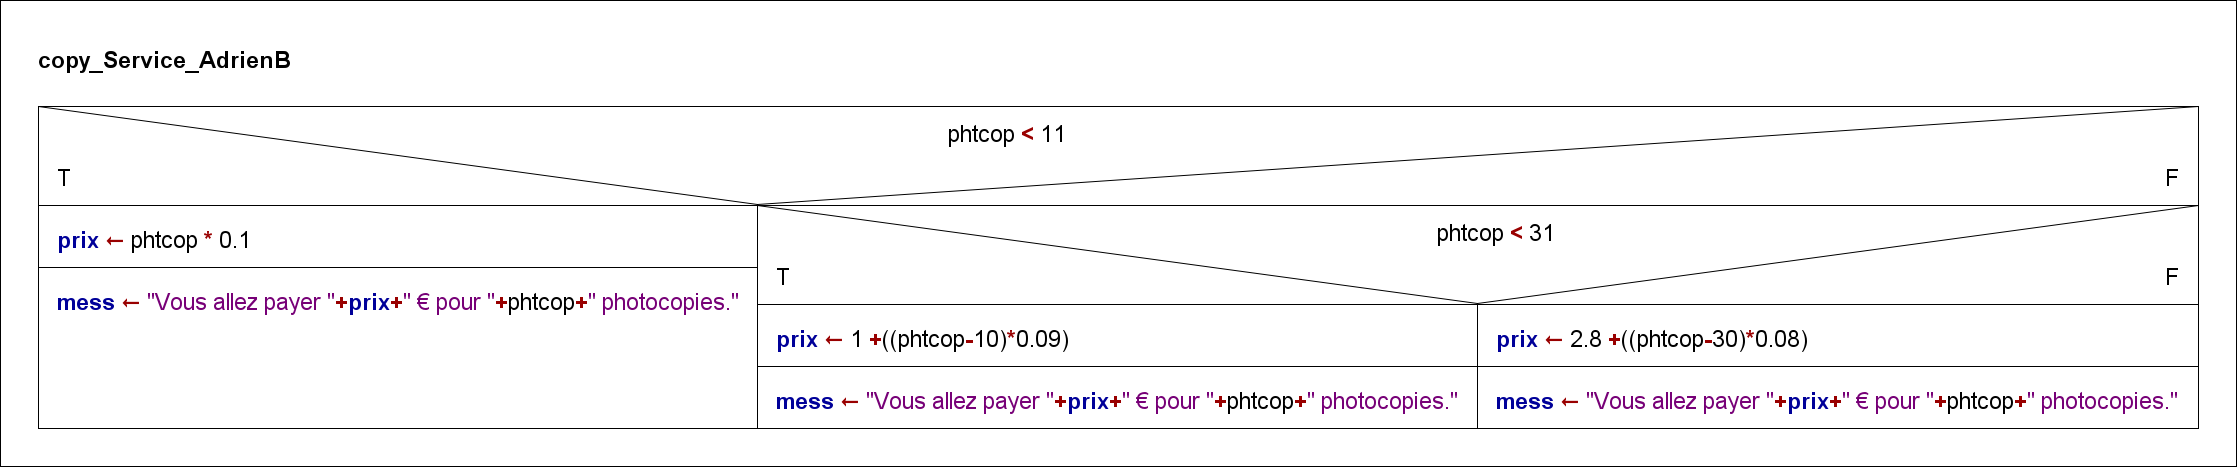 copy_Service_AdrienB
phtcop < 11
T
F
prix ← phtcop * 0.1
phtcop < 31
T
F
mess ← "Vous allez payer "+prix+" € pour "+phtcop+" photocopies."
prix ← 1 +((phtcop-10)*0.09)
prix ← 2.8 +((phtcop-30)*0.08)
mess ← "Vous allez payer "+prix+" € pour "+phtcop+" photocopies."
mess ← "Vous allez payer "+prix+" € pour "+phtcop+" photocopies."